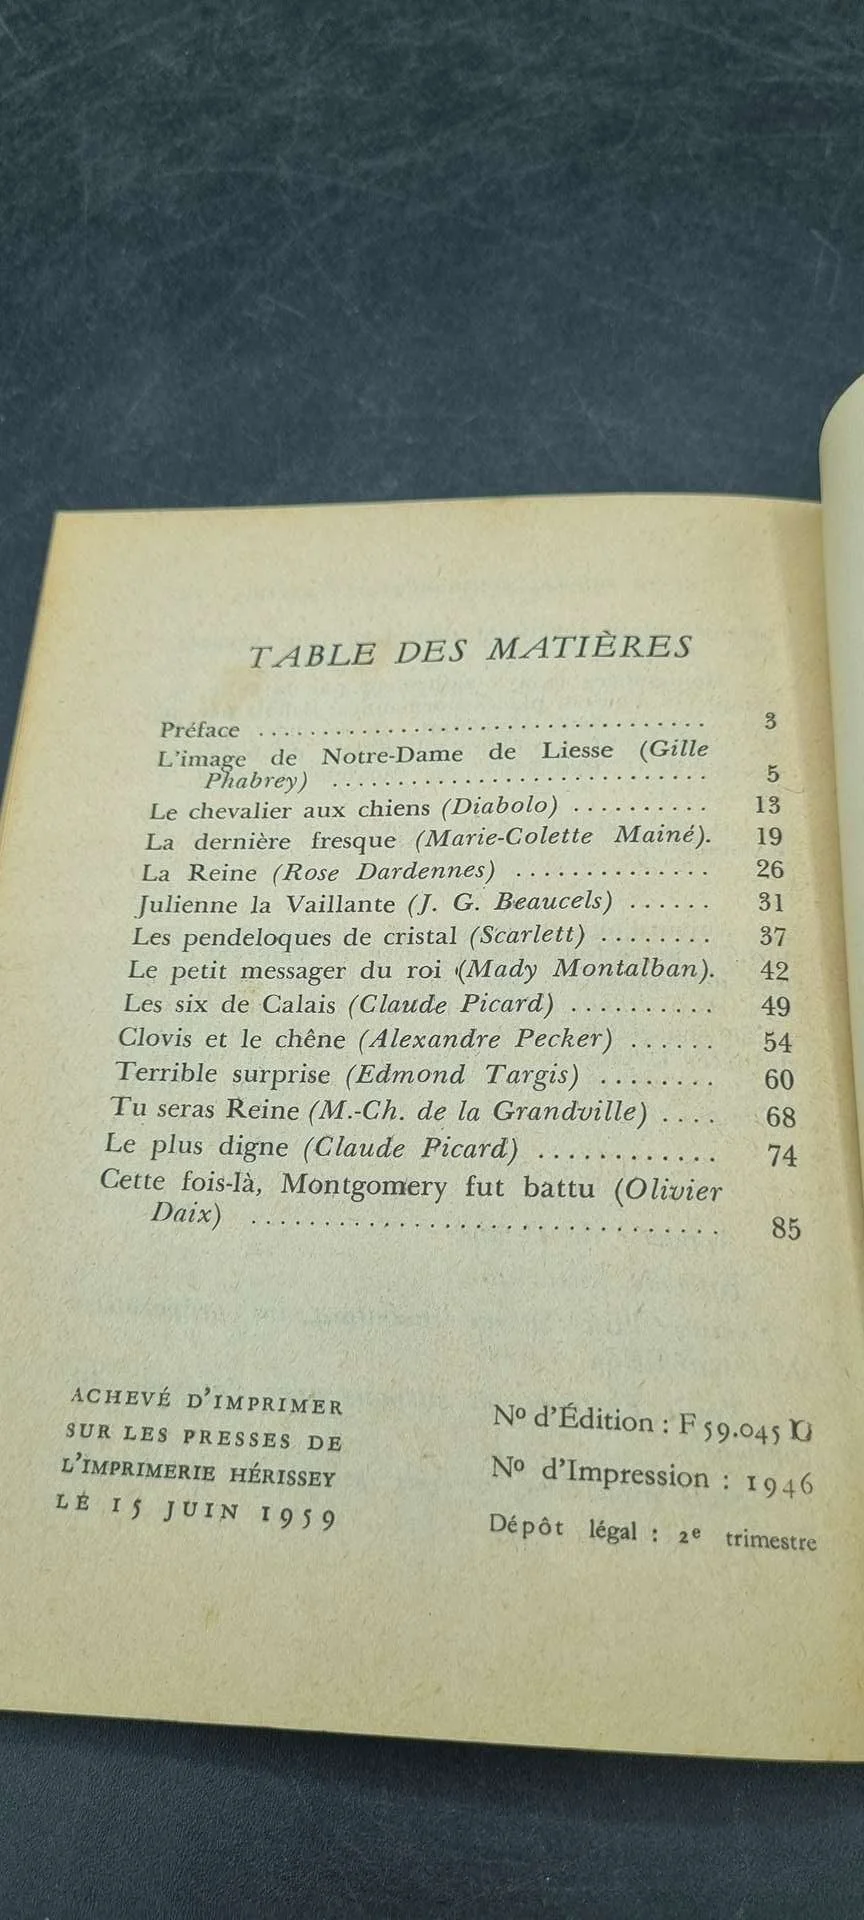 TABLE DES MATIÈRES
Préface .................................... 3
L'image de Notre-Dame de Liesse (Gille
Phabrey) ............................. 5
Le chevalier aux chiens (Diabolo) .......... 13
La dernière fresque (Marie-Colette Mainé). 19
La Reine (Rose Dardennes) .............. 26
Julienne la Vaillante (J. G. Beaucels) ...... 31
Les pendeloques de cristal (Scarlett) ........ 37
Le petit messager du roi (Mady Montalban). 42
Les six de Calais (Claude Picard) .......... 49
Clovis et le chêne (Alexandre Pecker) ...... 54
Terrible surprise (Edmond Targis) ........ 60
Tu seras Reine (M.-Ch. de la Grandville) .... 68
Le plus digne (Claude Picard) ............ 74
Cette fois-là, Montgomery fut battu (Olivier
Daix) ................................ 85
ACHEVÉ D'IMPRIMER
SUR LES PRESSES DE
L'IMPRIMERIE HÉRISSEY
LE 15 JUIN 1959
Nº d'Édition : F 59.045
Nº d'Impression : 1946
Dépôt légal : 2e trimestre